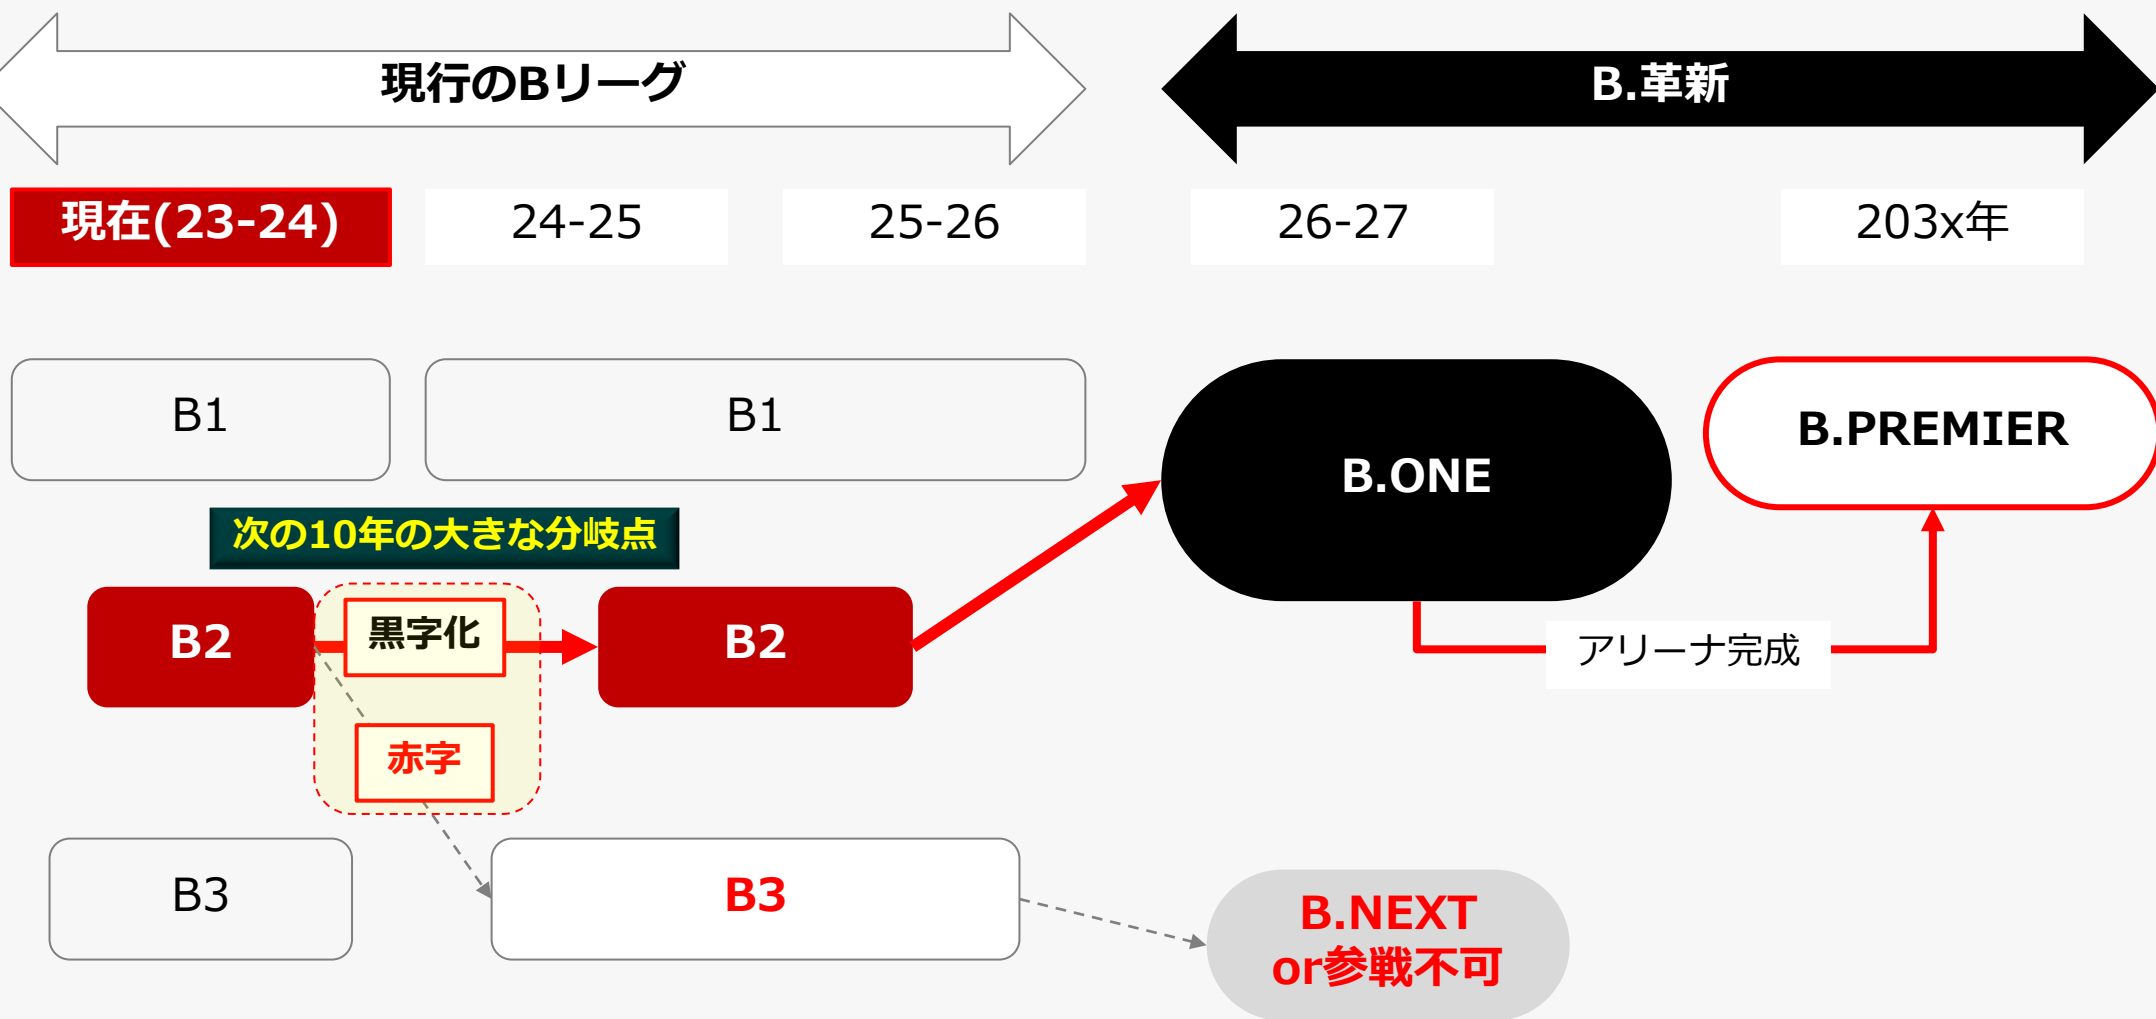 現行のBリーグ
B.革新
現在(23-24)
24-25
25-26
26-27
203x年
B1
B1
B.ONE
B.PREMIER
次の10年の大きな分岐点
B2
黒字化
B2
アリーナ完成
赤字
B3
B3
B.NEXT
or参戦不可